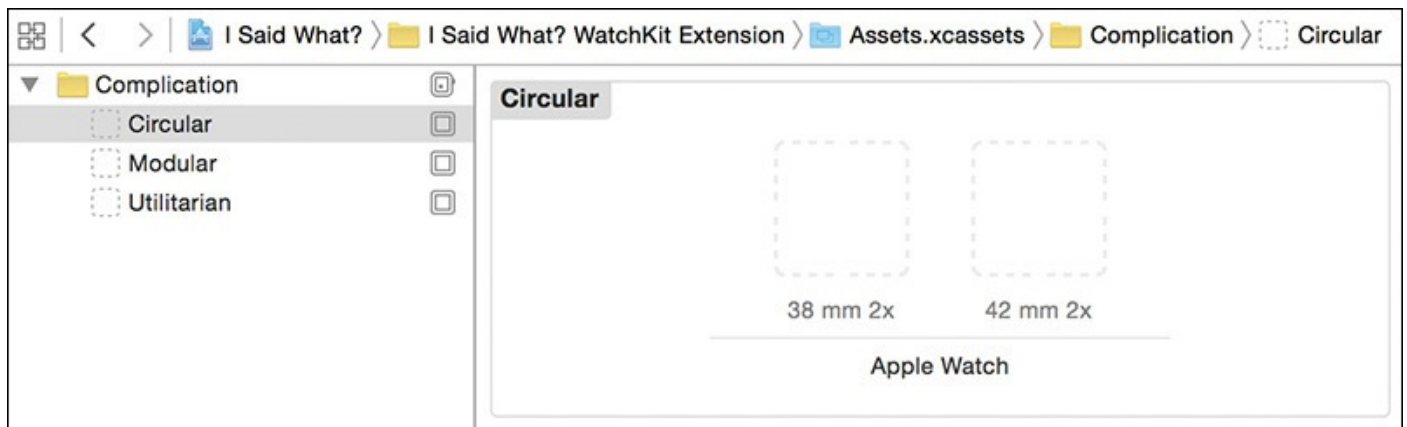 I Said What? I Said What? WatchKit Extension Assets.xcassets Complication Circular
Complication
Circular
Modular
Utilitarian
Circular
38 mm 2x 42 mm 2x
Apple Watch